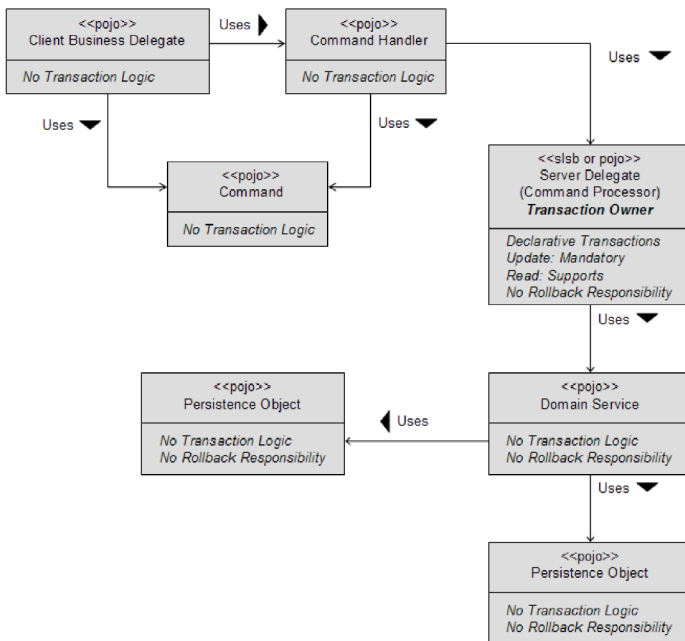 <<pojo>>
Client Business Delegate
No Transaction Logic
Uses
<<pojo>>
Command Handler
No Transaction Logic
Uses
Uses
Uses
<<pojo>>
Command
No Transaction Logic
<<slsb or pojo>>
Server Delegate
(Command Processor)
Transaction Owner
Declarative Transactions
Update: Mandatory
Read: Supports
No Rollback Responsibility
Uses
<<pojo>>
Persistence Object
No Transaction Logic
No Rollback Responsibility
Uses
<<pojo>>
Domain Service
No Transaction Logic
No Rollback Responsibility
Uses
<<pojo>>
Persistence Object
No Transaction Logic
No Rollback Responsibility